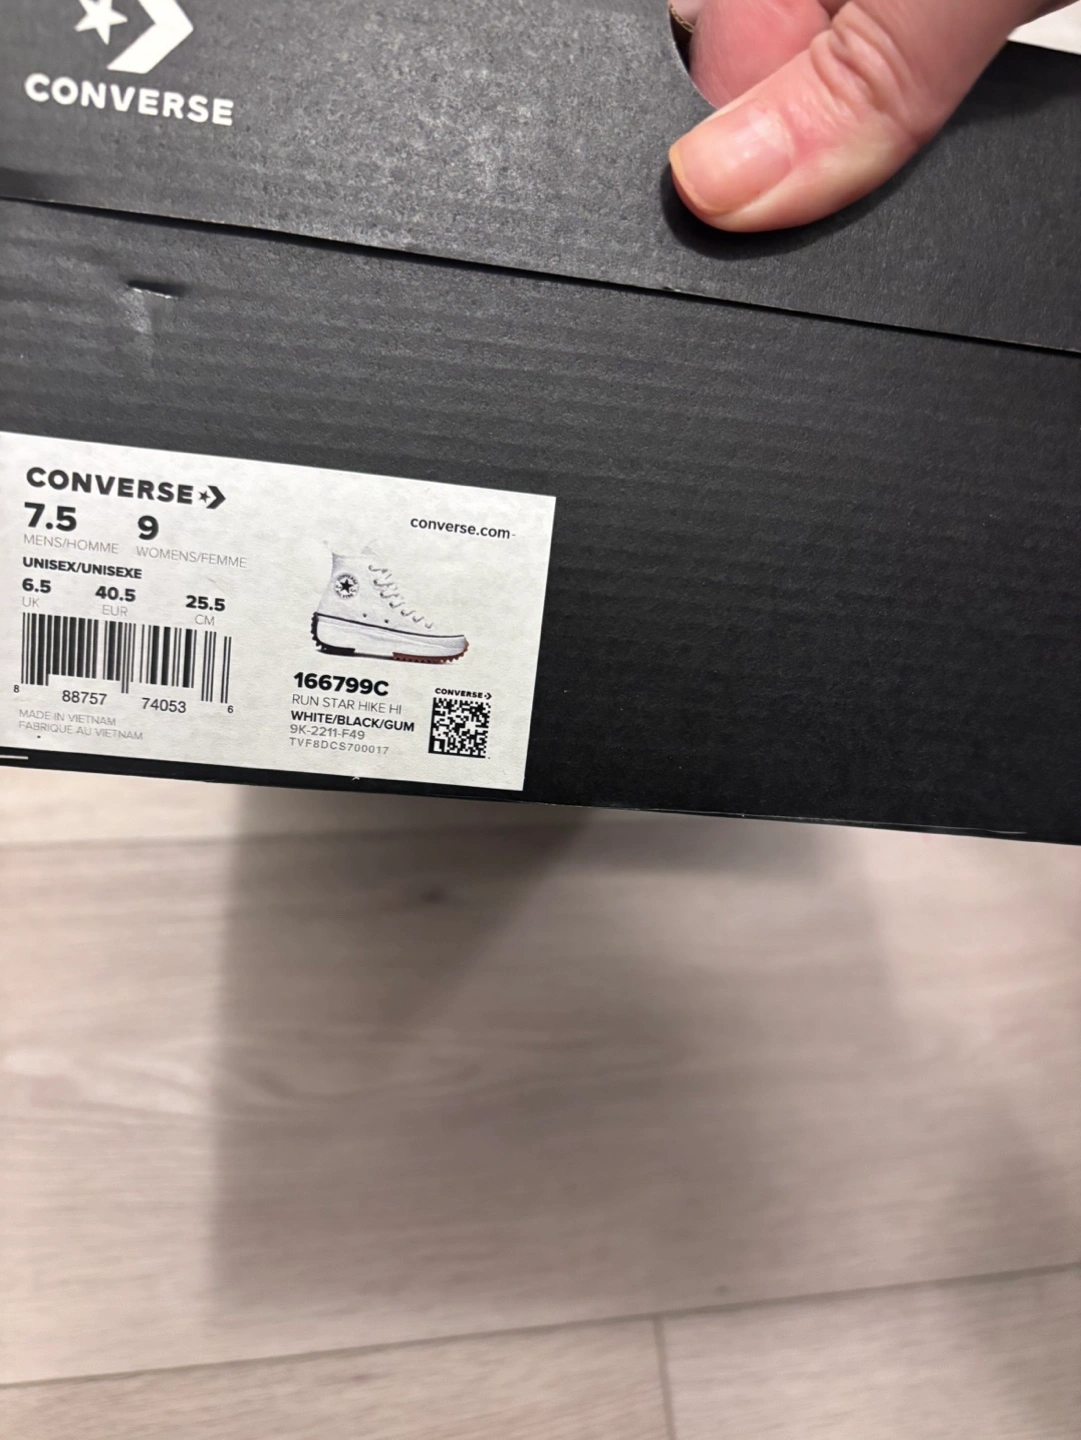 CONVERSE
CONVERSE
7.5 9
MENS/HOMME WOMENS/FEMME
converse.com
UNISEX/UNISEXE
6.5 40.5 25.5
UK EUR CM
8 88757 74053 6
MADE IN VIETNAM
FABRIQUE AU VIETNAM
166799C
RUN STAR HIKE HI
WHITE/BLACK/GUM
9K-2211-F49
TVF8DCS700017
CONVERSE